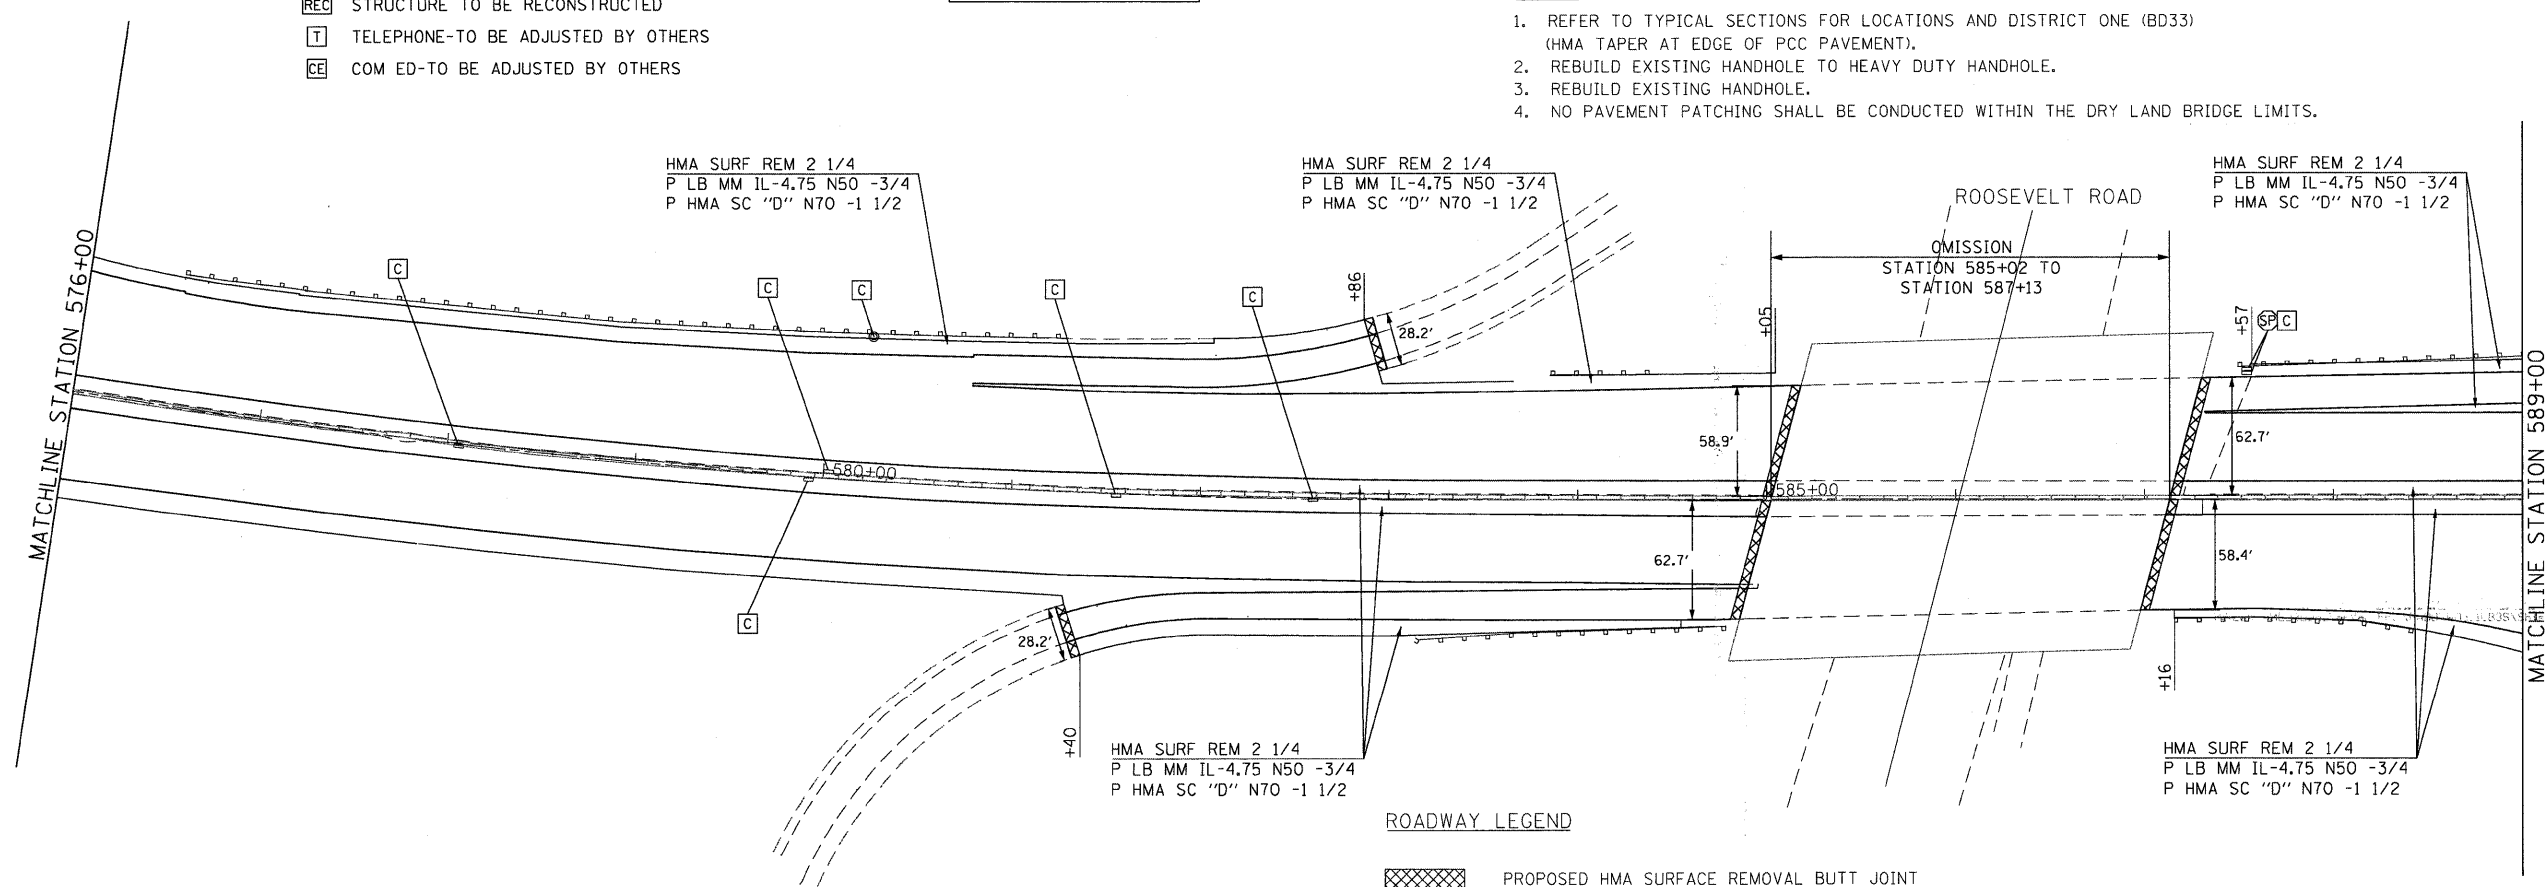 REC STRUCTURE TO BE RECONSTRUCTED
T TELEPHONE-TO BE ADJUSTED BY OTHERS
CE COM ED-TO BE ADJUSTED BY OTHERS
1. REFER TO TYPICAL SECTIONS FOR LOCATIONS AND DISTRICT ONE (BD33)
(HMA TAPER AT EDGE OF PCC PAVEMENT).
2. REBUILD EXISTING HANDHOLE TO HEAVY DUTY HANDHOLE.
3. REBUILD EXISTING HANDHOLE.
4. NO PAVEMENT PATCHING SHALL BE CONDUCTED WITHIN THE DRY LAND BRIDGE LIMITS.
HMA SURF REM 2 1/4
P LB MM IL-4.75 N50 -3/4
P HMA SC "D" N70 -1 1/2
HMA SURF REM 2 1/4
P LB MM IL-4.75 N50 -3/4
P HMA SC "D" N70 -1 1/2
HMA SURF REM 2 1/4
P LB MM IL-4.75 N50 -3/4
P HMA SC "D" N70 -1 1/2
ROOSEVELT ROAD
OMISSION
STATION 585+02 TO
STATION 587+13
MATCHLINE STATION 576+00
C
C
C
C
C
+86
28.2'
+05
+57
SP C
58.9'
62.7'
580+00
585+00
62.7'
58.4'
C
28.2'
+40
+16
MATCHLINE STATION 589+00
HMA SURF REM 2 1/4
P LB MM IL-4.75 N50 -3/4
P HMA SC "D" N70 -1 1/2
HMA SURF REM 2 1/4
P LB MM IL-4.75 N50 -3/4
P HMA SC "D" N70 -1 1/2
ROADWAY LEGEND
PROPOSED HMA SURFACE REMOVAL BUTT JOINT